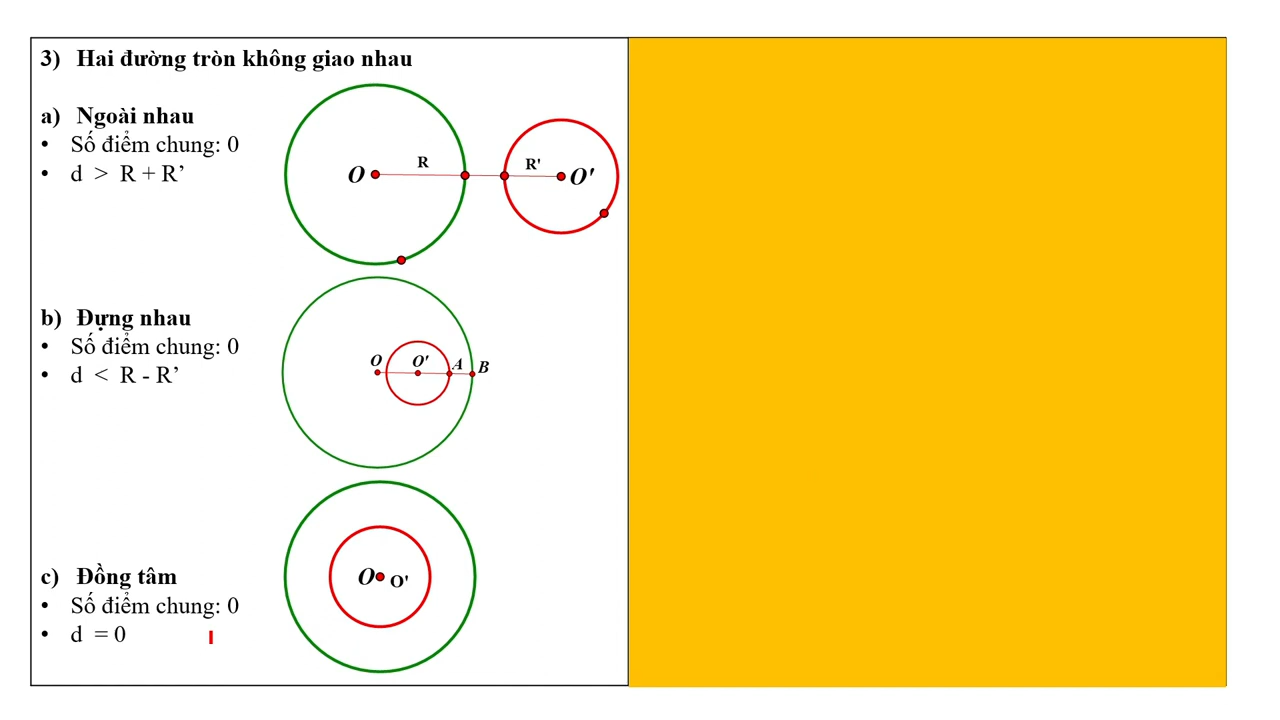 3) Hai đường tròn không giao nhau
a) Ngoài nhau
• Số điểm chung: 0
• d > R + R’
O R R' O'
b) Đựng nhau
• Số điểm chung: 0
• d < R - R’
O O' A B
c) Đồng tâm
• Số điểm chung: 0
• d = 0
O O'